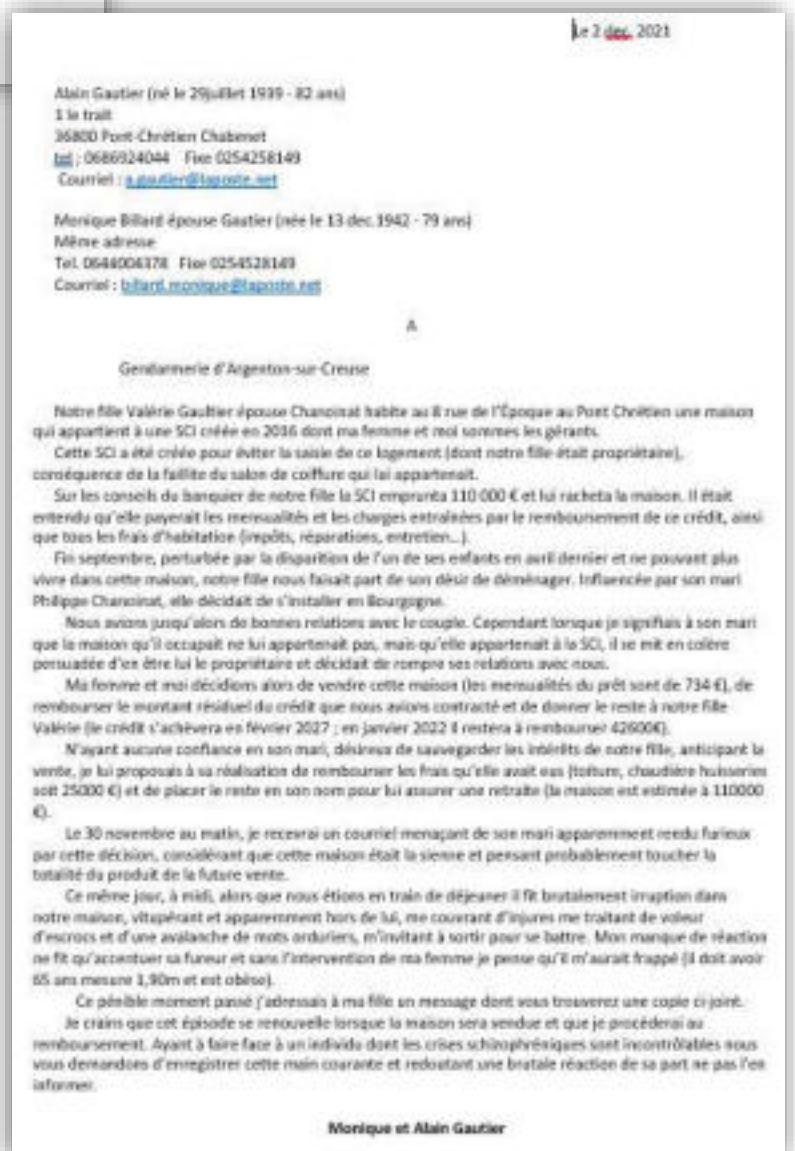 Le 2 dec. 2021
Alain Gautier (né le 29juillet 1939 - 82 ans)
1 le trait
36800 Pont-Chrétien Chabenet
tel : 0686924044 Fixe 0254258149
Courriel : a.gautier@laposte.net
Monique Billard épouse Gautier (née le 13 dec.1942 - 79 ans)
Même adresse
Tel. 0644004378 Fixe 0254528149
Courriel : billard.monique@laposte.net
A
Gendarmerie d'Argenton-sur-Creuse
Notre fille Valérie Gaultier épouse Chanoinat habite au 8 rue de l'Époque au Pont Chrétien une maison
qui appartient à une SCI créée en 2016 dont ma femme et moi sommes les gérants.
Cette SCI a été créée pour éviter la saisie de ce logement (dont notre fille était propriétaire),
conséquence de la faillite du salon de coiffure qui lui appartenait.
Sur les conseils du banquier de notre fille la SCI emprunta 110 000 € et lui racheta la maison. Il était
entendu qu'elle payerait les mensualités et les charges entraînées par le remboursement de ce crédit, ainsi
que tous les frais d'habitation (impôts, réparations, entretien...).
Fin septembre, perturbée par la disparition de l'un de ses enfants en avril dernier et ne pouvant plus
vivre dans cette maison, notre fille nous faisait part de son désir de déménager. Influencée par son mari
Philippe Chanoinat, elle décidait de s'installer en Bourgogne.
Nous avions jusqu'alors de bonnes relations avec le couple. Cependant lorsque je signifiais à son mari
que la maison qu'il occupait ne lui appartenait pas, mais qu'elle appartenait à la SCI, il se mit en colère
persuadée d'en être lui le propriétaire et décidait de rompre ses relations avec nous.
Ma femme et moi décidions alors de vendre cette maison (les mensualités du prêt sont de 734 €), de
rembourser le montant résiduel du crédit que nous avions contracté et de donner le reste à notre fille
Valérie (le crédit s'achèvera en février 2027 ; en janvier 2022 il restera à rembourser 42600€).
N'ayant aucune confiance en son mari, désireux de sauvegarder les intérêts de notre fille, anticipant la
vente, je lui proposais à sa réalisation de rembourser les frais qu'elle avait eus (toiture, chaudière huisseries
soit 25000 €) et de placer le reste en son nom pour lui assurer une retraite (la maison est estimée à 110000
€).
Le 30 novembre au matin, je recevrai un courriel menaçant de son mari apparemment rendu furieux
par cette décision, considérant que cette maison était la sienne et pensant probablement toucher la
totalité du produit de la future vente.
Ce même jour, à midi, alors que nous étions en train de déjeuner il fit brutalement irruption dans
notre maison, vitupérant et apparemment hors de lui, me couvrant d'injures me traitant de voleur
d'escrocs et d'une avalanche de mots orduriers, m'invitant à sortir pour se battre. Mon manque de réaction
ne fit qu'accentuer sa fureur et sans l'intervention de ma femme je pense qu'il m'aurait frappé (il doit avoir
65 ans mesure 1,90m et est obèse).
Ce pénible moment passé j'adressais à ma fille un message dont vous trouverez une copie ci-joint.
Je crains que cet épisode se renouvelle lorsque la maison sera vendue et que je procéderai au
remboursement. Ayant à faire face à un individu dont les crises schizophréniques sont incontrôlables nous
vous demandons d'enregistrer cette main courante et redoutant une brutale réaction de sa part ne pas l'en
informer.
Monique et Alain Gautier